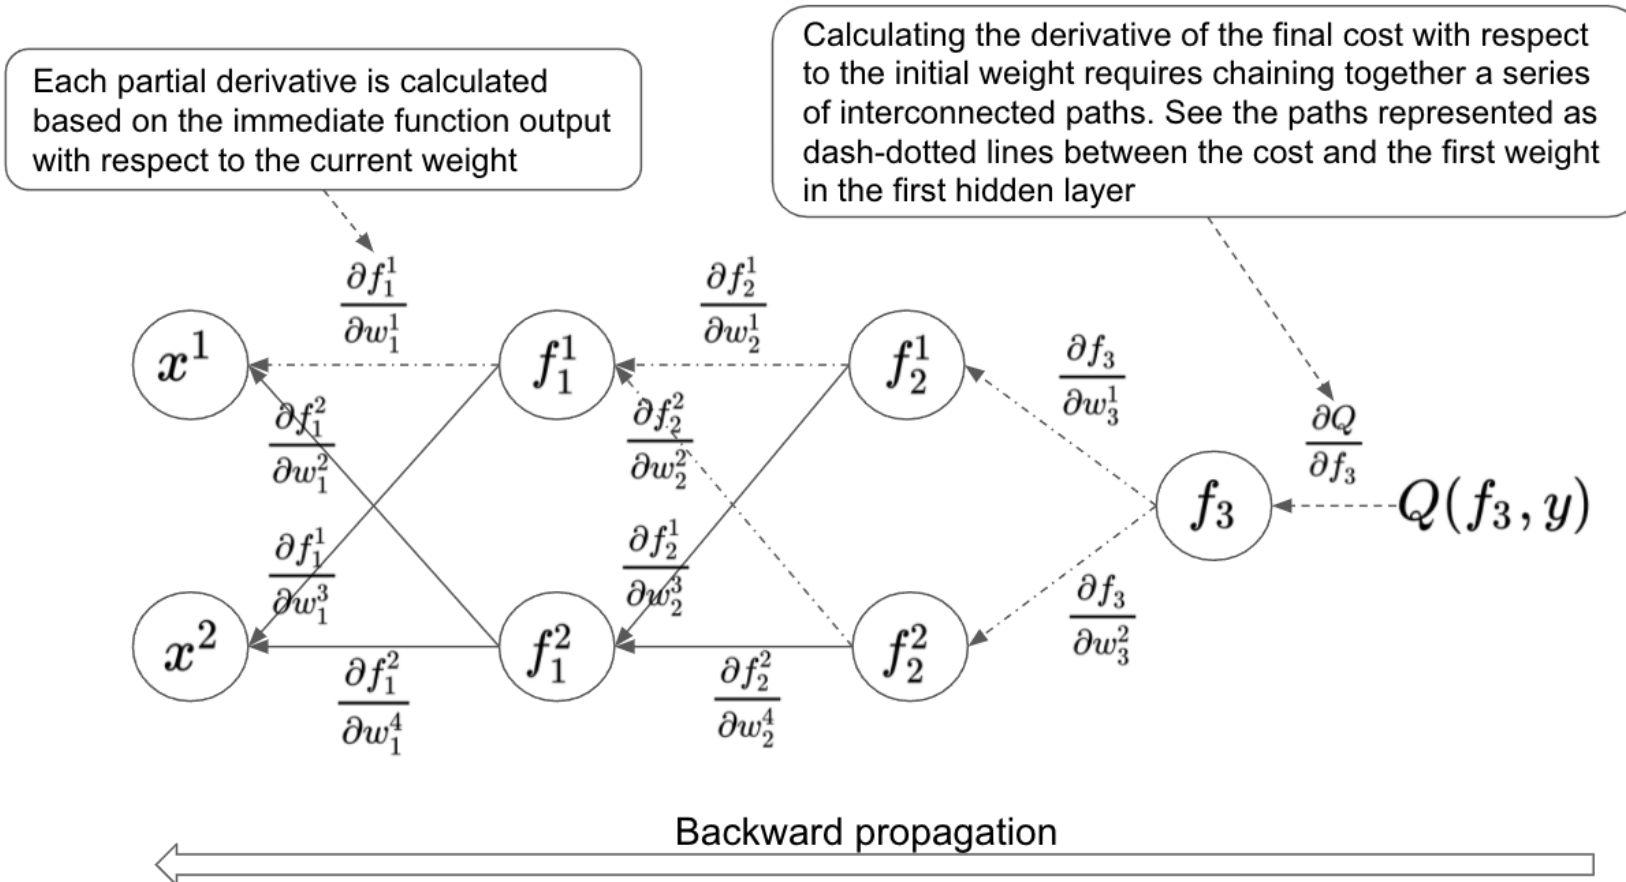 Each partial derivative is calculated
based on the immediate function output
with respect to the current weight
Calculating the derivative of the final cost with respect
to the initial weight requires chaining together a series
of interconnected paths. See the paths represented as
dash-dotted lines between the cost and the first weight
in the first hidden layer
∂f₁¹
∂w₁¹
∂f₂¹
∂w₂¹
x¹
f₁¹
f₂¹
∂f₃
∂w₃¹
∂f₁²
∂w₁²
∂f₂²
∂w₂²
∂Q
∂f₃
f₃
Q(f₃, y)
∂f₁¹
∂w₁³
∂f₂¹
∂w₂³
x²
f₁²
f₂²
∂f₃
∂w₃²
∂f₁²
∂w₁⁴
∂f₂²
∂w₂⁴
Backward propagation